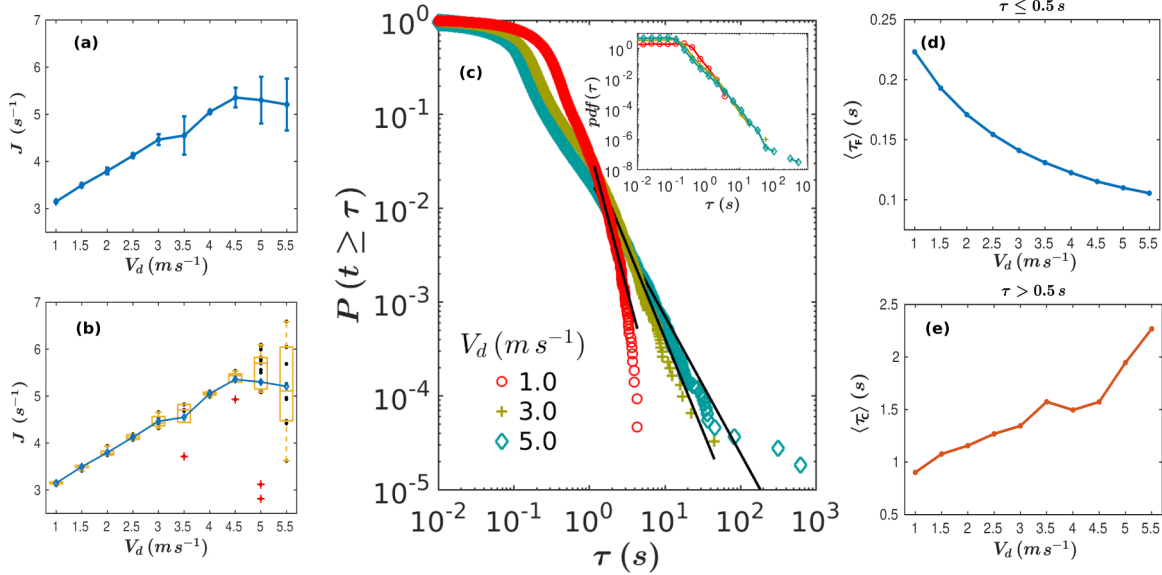 (a)
J (s⁻¹)
7
6
5
4
3
1 1.5 2 2.5 3 3.5 4 4.5 5 5.5
V_d (m s⁻¹)
(b)
J (s⁻¹)
7
6
5
4
3
1 1.5 2 2.5 3 3.5 4 4.5 5 5.5
V_d (m s⁻¹)
(c)
P (t ≥ τ)
10⁰
10⁻¹
10⁻²
10⁻³
10⁻⁴
10⁻⁵
10⁻² 10⁻¹ 10⁰ 10¹ 10² 10³
τ (s)
V_d (m s⁻¹)
1.0
3.0
5.0
pdf (τ)
10⁰
10⁻²
10⁻⁴
10⁻⁶
10⁻⁸
10⁻² 10⁻¹ 10⁰ 10¹ 10² 10³
τ (s)
τ ≤ 0.5 s
(d)
⟨τ_F⟩ (s)
0.25
0.2
0.15
0.1
1 1.5 2 2.5 3 3.5 4 4.5 5 5.5
V_d (m s⁻¹)
τ > 0.5 s
(e)
⟨τ_C⟩ (s)
2.5
2
1.5
1
0.5
1 1.5 2 2.5 3 3.5 4 4.5 5 5.5
V_d (m s⁻¹)